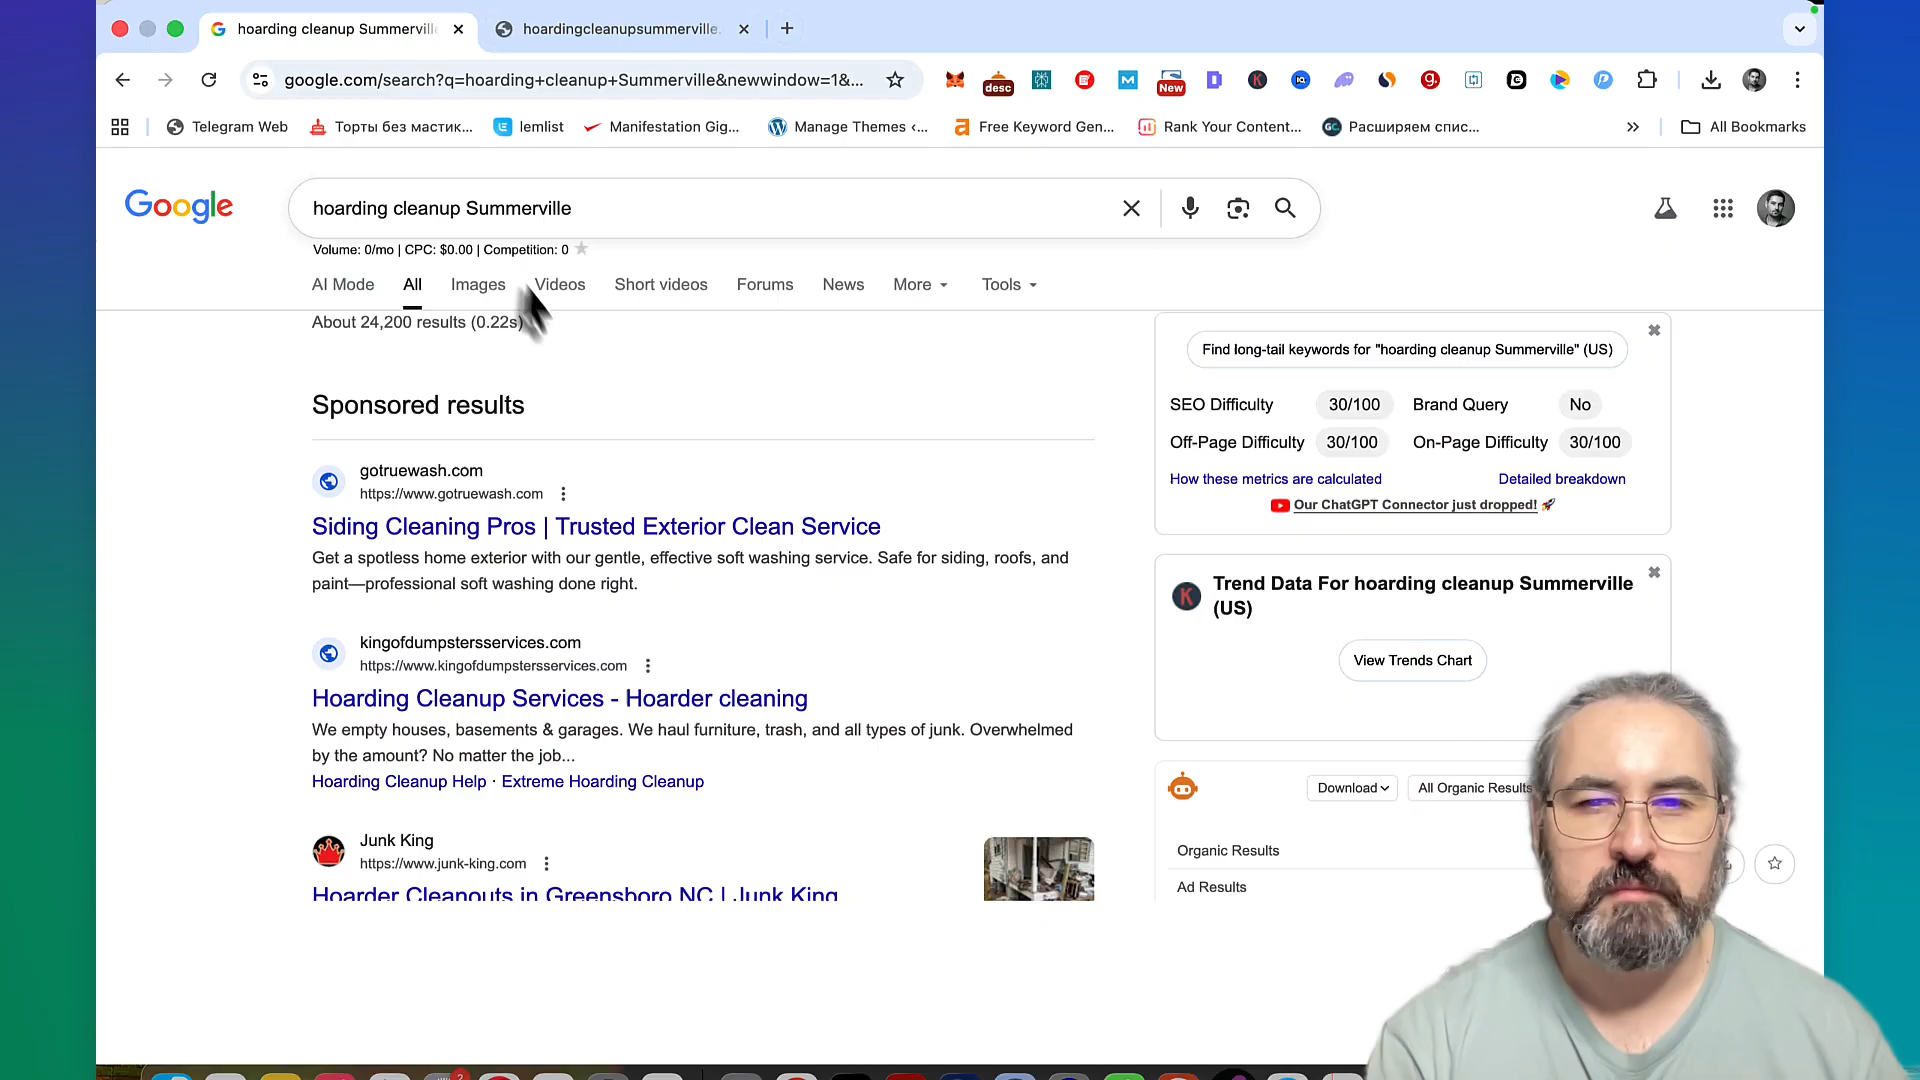 hoarding cleanup Summerville
hoardingcleanupsummerville.
google.com/search?q=hoarding+cleanup+Summerville&newwindow=1&...
desc
New
Telegram Web
Торты без мастик...
lemlist
Manifestation Gig...
Manage Themes ‹...
Free Keyword Gen...
Rank Your Content...
Расширяем спис...
All Bookmarks
Google
hoarding cleanup Summerville
Volume: 0/mo | CPC: $0.00 | Competition: 0
AI Mode
All
Images
Videos
Short videos
Forums
News
More
Tools
About 24,200 results (0.22s)
Sponsored results
gotruewash.com
https://www.gotruewash.com
Siding Cleaning Pros | Trusted Exterior Clean Service
Get a spotless home exterior with our gentle, effective soft washing service. Safe for siding, roofs, and
paint—professional soft washing done right.
kingofdumpstersservices.com
https://www.kingofdumpstersservices.com
Hoarding Cleanup Services - Hoarder cleaning
We empty houses, basements & garages. We haul furniture, trash, and all types of junk. Overwhelmed
by the amount? No matter the job...
Hoarding Cleanup Help · Extreme Hoarding Cleanup
Junk King
https://www.junk-king.com
Hoarder Cleanouts in Greensboro NC | Junk King
Find long-tail keywords for "hoarding cleanup Summerville" (US)
SEO Difficulty 30/100 Brand Query No
Off-Page Difficulty 30/100 On-Page Difficulty 30/100
How these metrics are calculated
Detailed breakdown
Our ChatGPT Connector just dropped! 🚀
Trend Data For hoarding cleanup Summerville
(US)
View Trends Chart
Download
All Organic Results
Organic Results
Ad Results